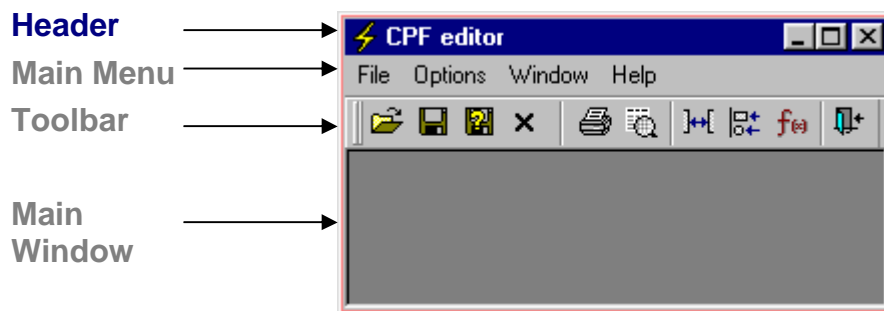 Header
CPF editor
Main Menu
File Options Window Help
Toolbar
f(x)
Main
Window